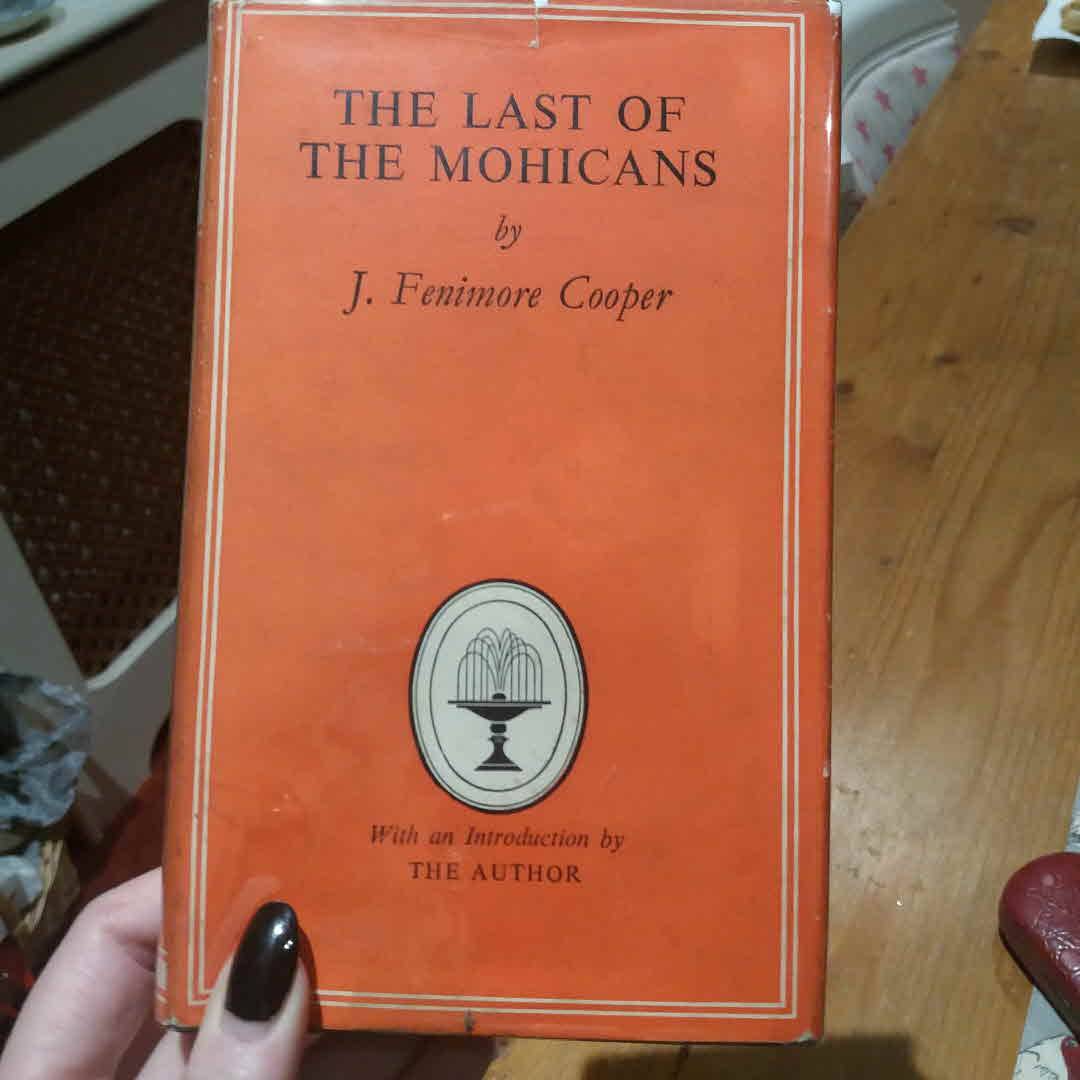 THE LAST OF
THE MOHICANS
by
J. Fenimore Cooper
With an Introduction by
THE AUTHOR